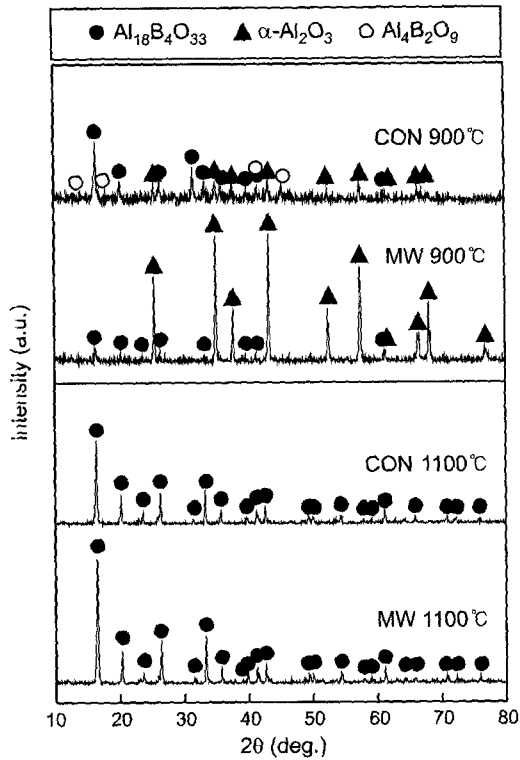 ● Al₁₈B₄O₃₃ ▲ α-Al₂O₃ ○ Al₄B₂O₉
CON 900℃
MW 900℃
CON 1100℃
MW 1100℃
Intensity (a.u.)
10 20 30 40 50 60 70 80
2θ (deg.)